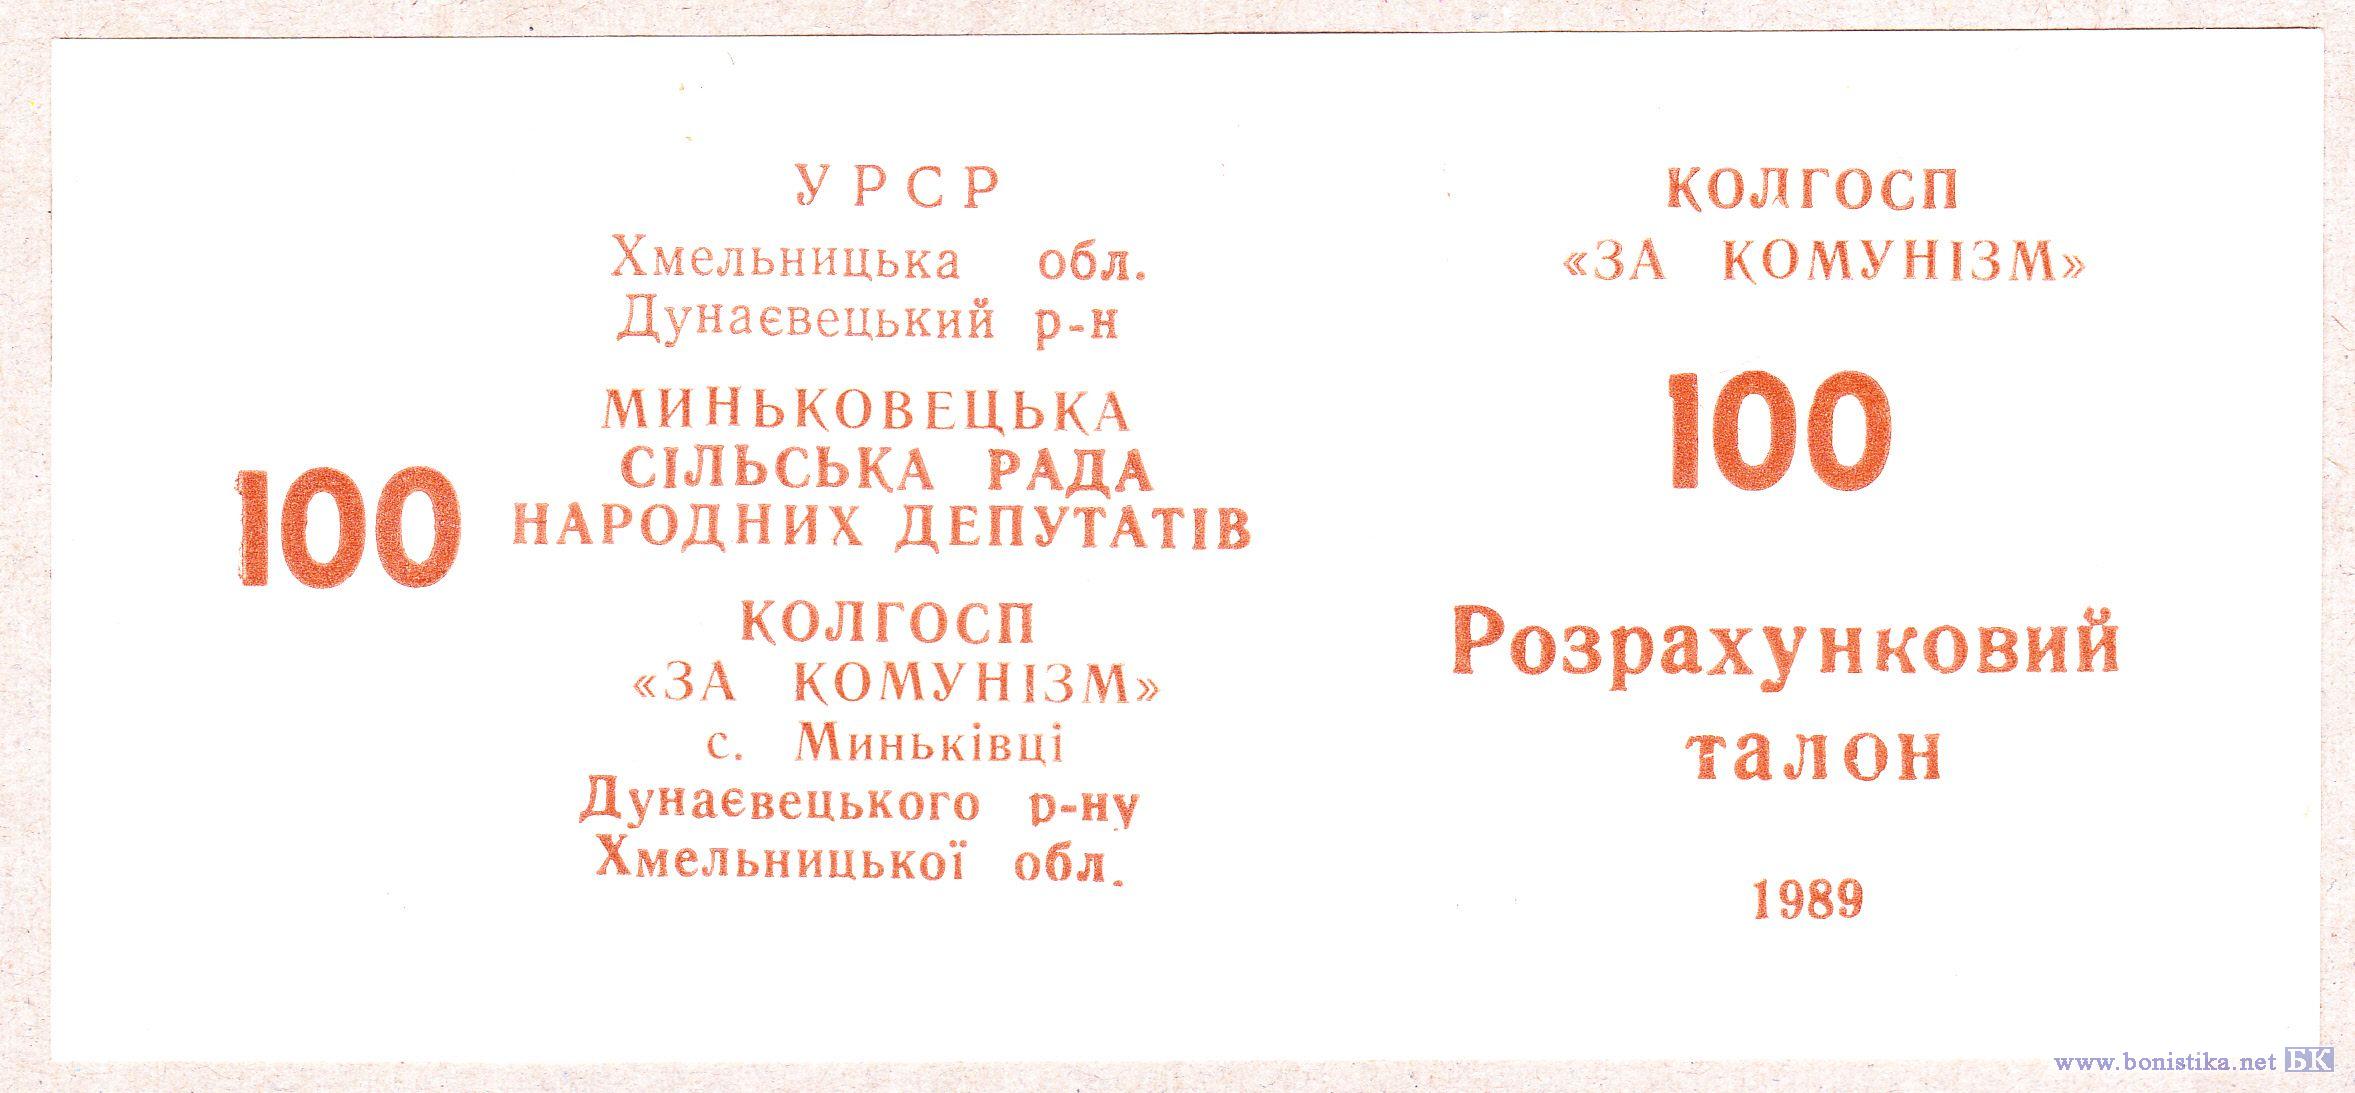 УРСР
Хмельницька обл.
Дунаєвецький р-н
МИНЬКОВЕЦЬКА
СІЛЬСЬКА РАДА
НАРОДНИХ ДЕПУТАТІВ
100
КОЛГОСП
«ЗА КОМУНІЗМ»
с. Миньківці
Дунаєвецького р-ну
Хмельницької обл.
КОЛГОСП
«ЗА КОМУНІЗМ»
100
Розрахунковий
талон
1989
www.bonistika.net БК